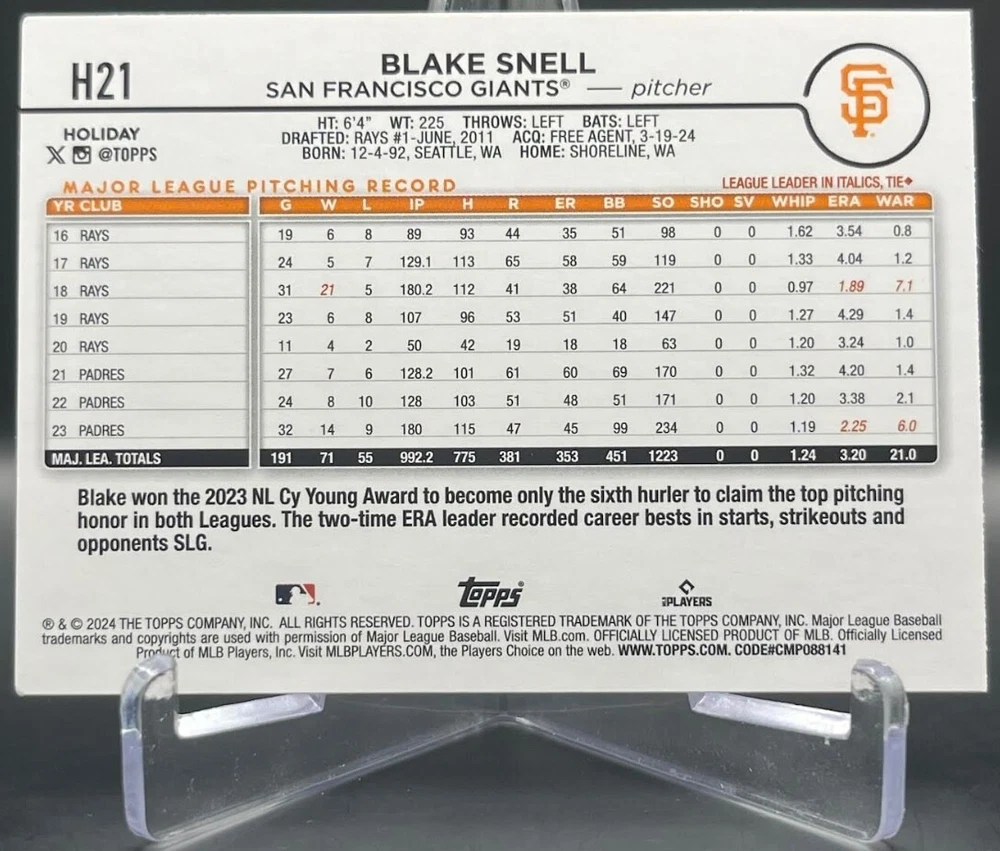 H21
BLAKE SNELL
SAN FRANCISCO GIANTS® — pitcher
SF
HOLIDAY
X @TOPPS
HT: 6'4" WT: 225 THROWS: LEFT BATS: LEFT
DRAFTED: RAYS #1-JUNE, 2011 ACQ: FREE AGENT, 3-19-24
BORN: 12-4-92, SEATTLE, WA HOME: SHORELINE, WA
MAJOR LEAGUE PITCHING RECORD
LEAGUE LEADER IN ITALICS, TIE◆
YR CLUB G W L IP H R ER BB SO SHO SV WHIP ERA WAR
16 RAYS 19 6 8 89 93 44 35 51 98 0 0 1.62 3.54 0.8
17 RAYS 24 5 7 129.1 113 65 58 59 119 0 0 1.33 4.04 1.2
18 RAYS 31 21 5 180.2 112 41 38 64 221 0 0 0.97 1.89 7.1
19 RAYS 23 6 8 107 96 53 51 40 147 0 0 1.27 4.29 1.4
20 RAYS 11 4 2 50 42 19 18 18 63 0 0 1.20 3.24 1.0
21 PADRES 27 7 6 128.2 101 61 60 69 170 0 0 1.32 4.20 1.4
22 PADRES 24 8 10 128 103 51 48 51 171 0 0 1.20 3.38 2.1
23 PADRES 32 14 9 180 115 47 45 99 234 0 0 1.19 2.25 6.0
MAJ. LEA. TOTALS 191 71 55 992.2 775 381 353 451 1223 0 0 1.24 3.20 21.0
Blake won the 2023 NL Cy Young Award to become only the sixth hurler to claim the top pitching
honor in both Leagues. The two-time ERA leader recorded career bests in starts, strikeouts and
opponents SLG.
Topps®
PLAYERS
® & © 2024 THE TOPPS COMPANY, INC. ALL RIGHTS RESERVED. TOPPS IS A REGISTERED TRADEMARK OF THE TOPPS COMPANY, INC. Major League Baseball
trademarks and copyrights are used with permission of Major League Baseball. Visit MLB.com. OFFICIALLY LICENSED PRODUCT OF MLB. Officially Licensed
Product of MLB Players, Inc. Visit MLBPLAYERS.COM, the Players Choice on the web. WWW.TOPPS.COM. CODE#CMP088141